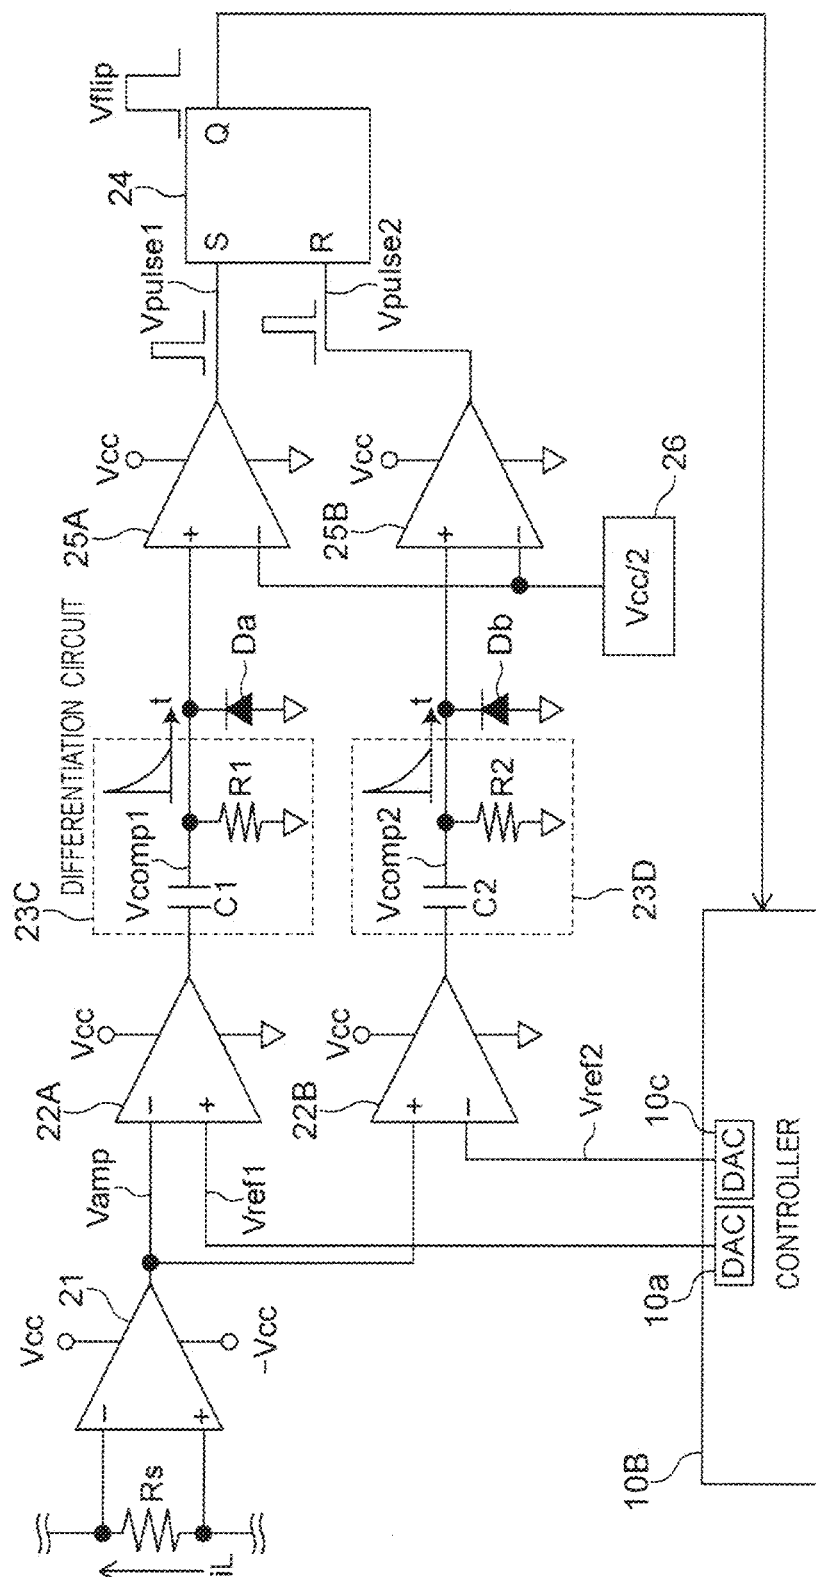 iL
Rs
−
+
Vcc
21
−Vcc
Vamp
Vref1
22A
Vcc
−
+
22B
Vcc
+
−
Vref2
23C
DIFFERENTIATION CIRCUIT
Vcomp1
C1
R1
t
Da
Vcomp2
C2
R2
t
Db
23D
25A
Vcc
+
−
25B
Vcc
+
−
Vcc/2
26
Vpulse1
Vpulse2
24
S
R
Q
Vflip
10B
10a
DAC
DAC
10c
CONTROLLER